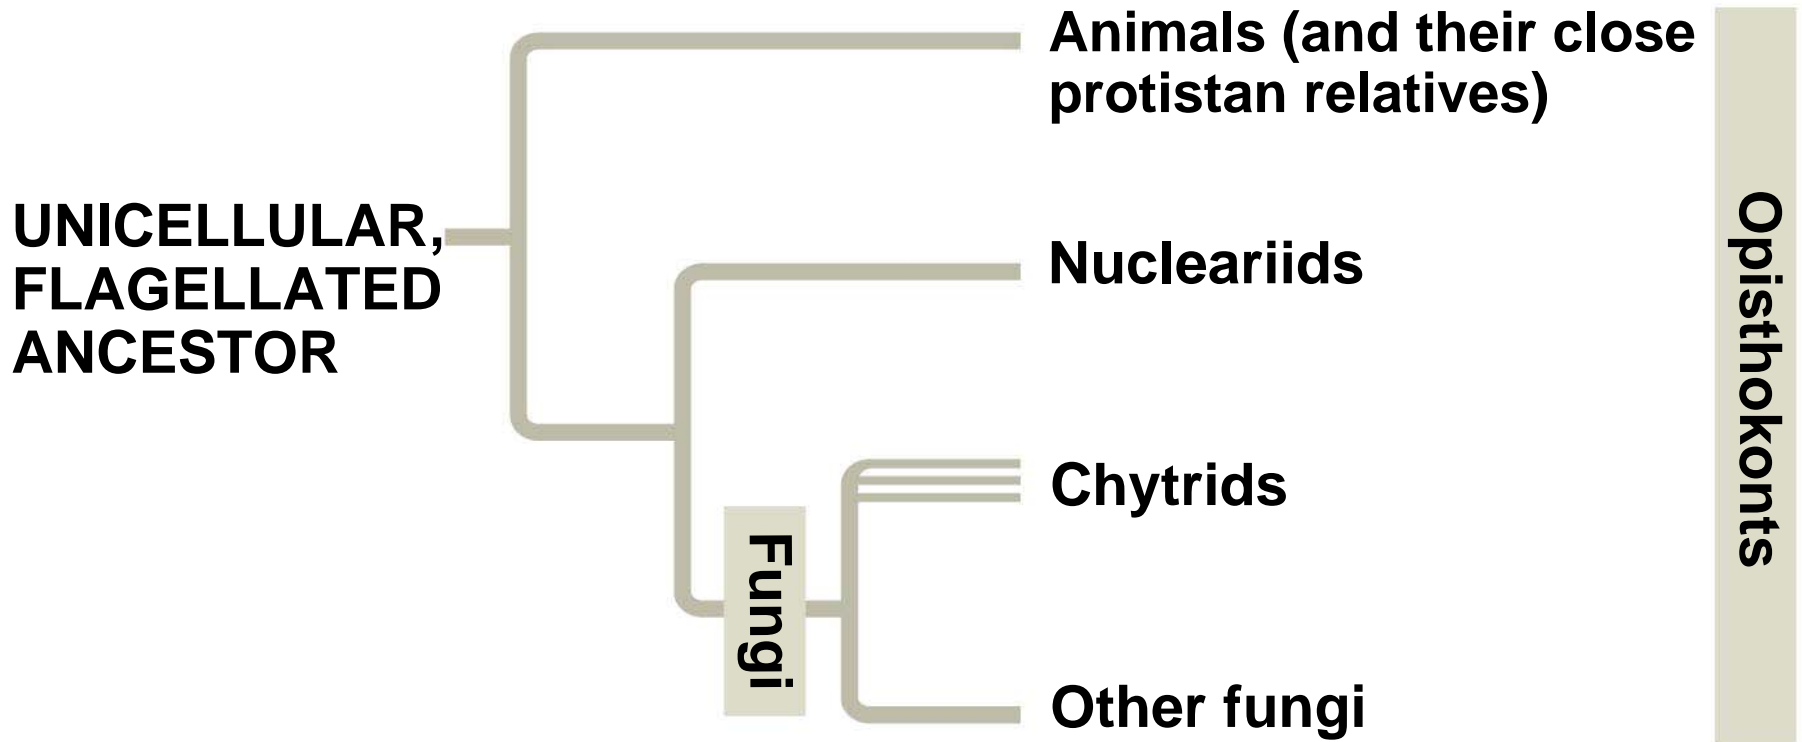 Animals (and their close
protistan relatives)
UNICELLULAR,
FLAGELLATED
ANCESTOR
Nucleariids
Chytrids
Fungi
Other fungi
Opisthokonts